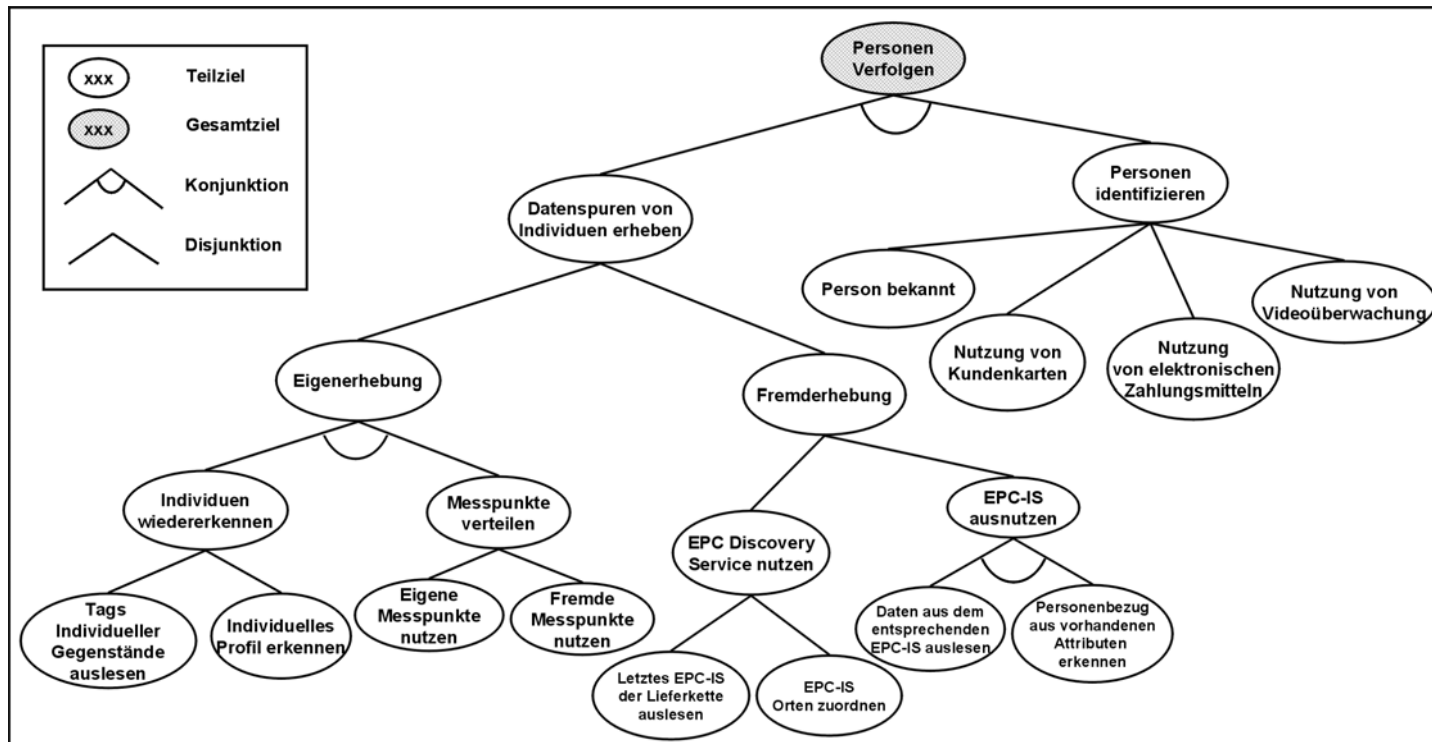 xxx
Teilziel
xxx
Gesamtziel
Konjunktion
Disjunktion
Personen
Verfolgen
Datenspuren von
Individuen erheben
Personen
identifizieren
Person bekannt
Nutzung von
Kundenkarten
Nutzung
von elektronischen
Zahlungsmitteln
Nutzung von
Videoüberwachung
Eigenerhebung
Fremderhebung
Individuen
wiedererkennen
Messpunkte
verteilen
EPC Discovery
Service nutzen
EPC-IS
ausnutzen
Tags
Individueller
Gegenstände
auslesen
Individuelles
Profil erkennen
Eigene
Messpunkte
nutzen
Fremde
Messpunkte
nutzen
Letztes EPC-IS
der Lieferkette
auslesen
EPC-IS
Orten zuordnen
Daten aus dem
entsprechenden
EPC-IS auslesen
Personenbezug
aus vorhandenen
Attributen
erkennen